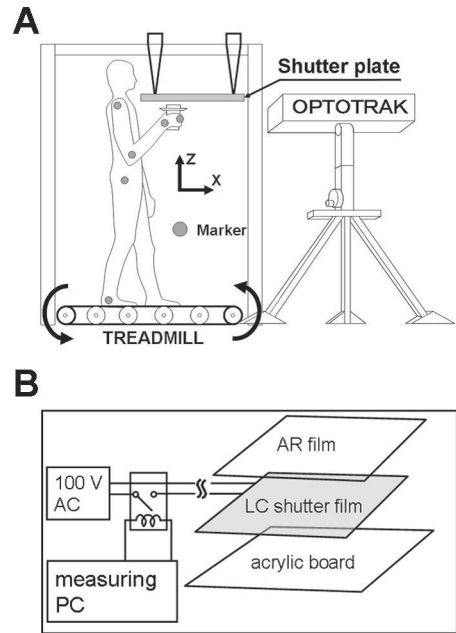 A
Shutter plate
OPTOTRAK
Z
X
Marker
TREADMILL
B
AR film
100 V
AC
LC shutter film
acrylic board
measuring
PC